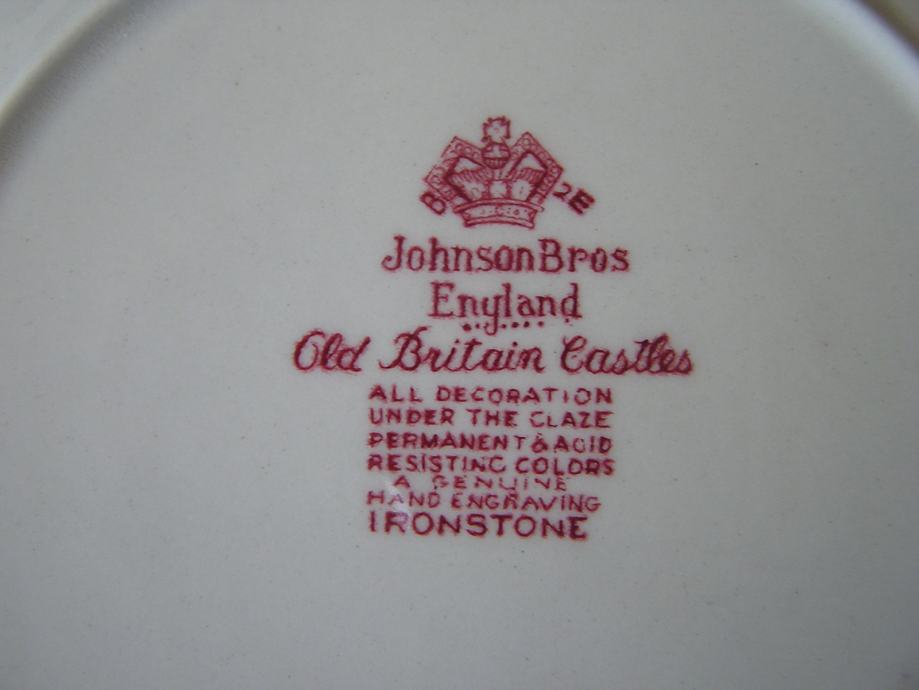 B 2E
Johnson Bros
England
Old Britain Castles
ALL DECORATION
UNDER THE GLAZE
PERMANENT & ACID
RESISTING COLORS
A GENUINE
HAND ENGRAVING
IRONSTONE